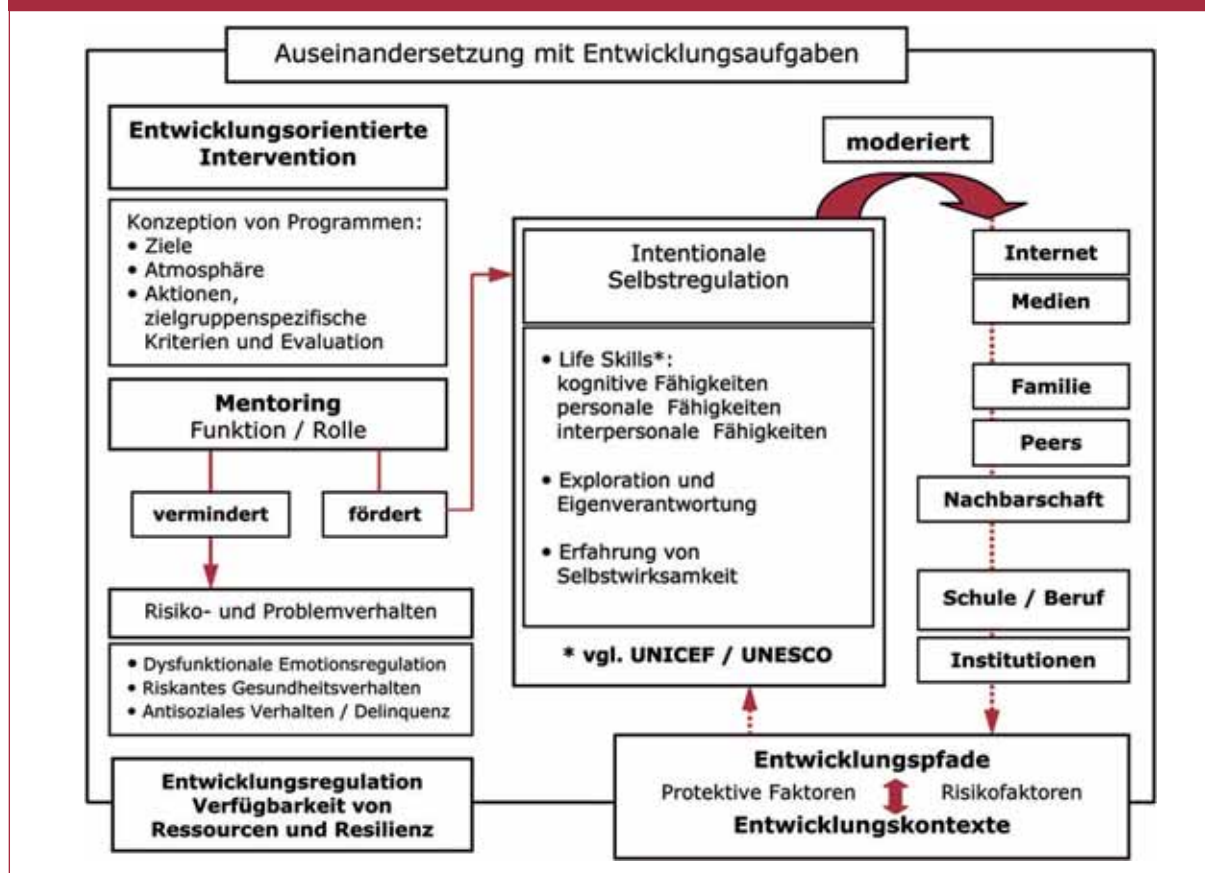 Auseinandersetzung mit Entwicklungsaufgaben
Entwicklungsorientierte
Intervention
Konzeption von Programmen:
• Ziele
• Atmosphäre
• Aktionen,
zielgruppenspezifische
Kriterien und Evaluation
Mentoring
Funktion / Rolle
vermindert
fördert
Risiko- und Problemverhalten
• Dysfunktionale Emotionsregulation
• Riskantes Gesundheitsverhalten
• Antisoziales Verhalten / Delinquenz
Entwicklungsregulation
Verfügbarkeit von
Ressourcen und Resilienz
Intentionale
Selbstregulation
• Life Skills*:
kognitive Fähigkeiten
personale Fähigkeiten
interpersonale Fähigkeiten
• Exploration und
Eigenverantwortung
• Erfahrung von
Selbstwirksamkeit
* vgl. UNICEF / UNESCO
moderiert
Internet
Medien
Familie
Peers
Nachbarschaft
Schule / Beruf
Institutionen
Entwicklungspfade
Protektive Faktoren Risikofaktoren
Entwicklungskontexte